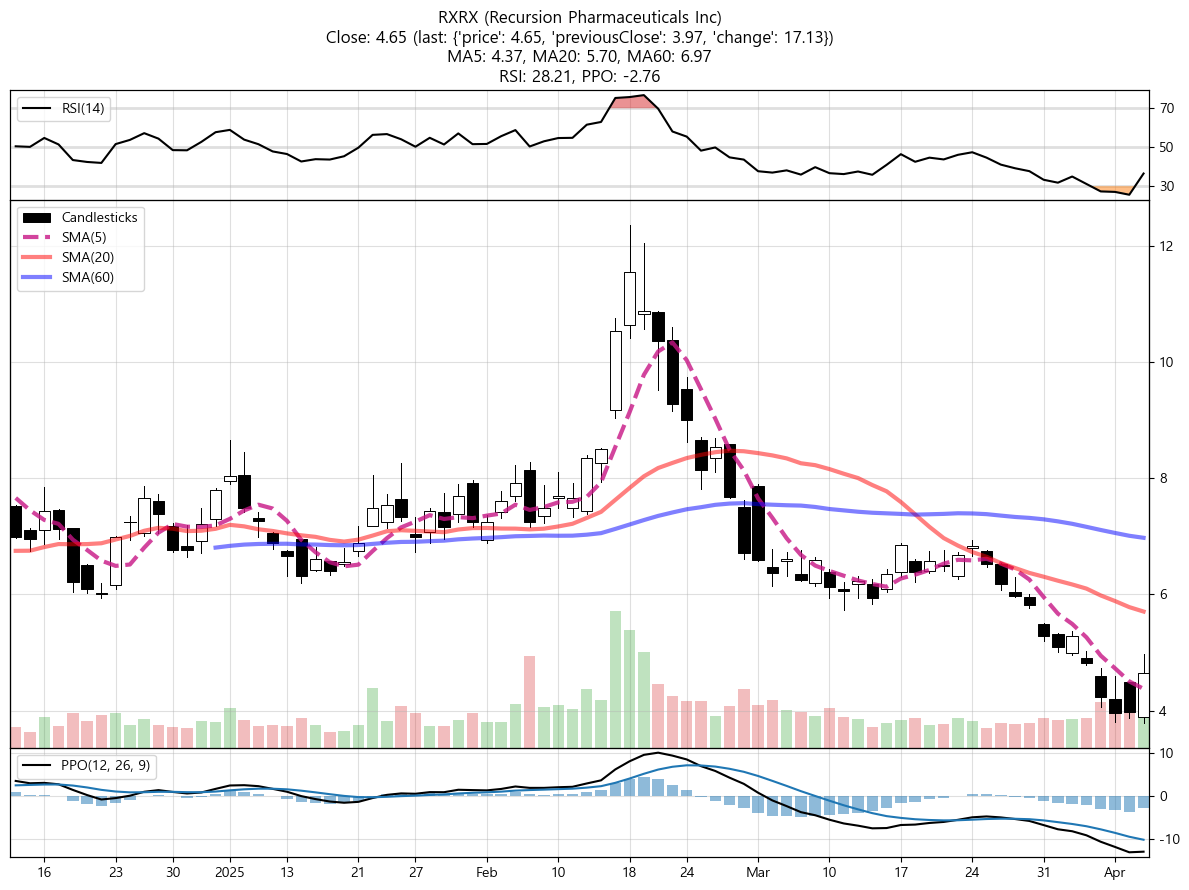 RXRX (Recursion Pharmaceuticals Inc)
Close: 4.65 (last: {'price': 4.65, 'previousClose': 3.97, 'change': 17.13})
MA5: 4.37, MA20: 5.70, MA60: 6.97
RSI: 28.21, PPO: -2.76
RSI(14)
70
50
30
Candlesticks
SMA(5)
SMA(20)
SMA(60)
12
10
8
6
4
PPO(12, 26, 9)
10
0
-10
16 23 30 2025 13 21 27 Feb 10 18 24 Mar 10 17 24 31 Apr